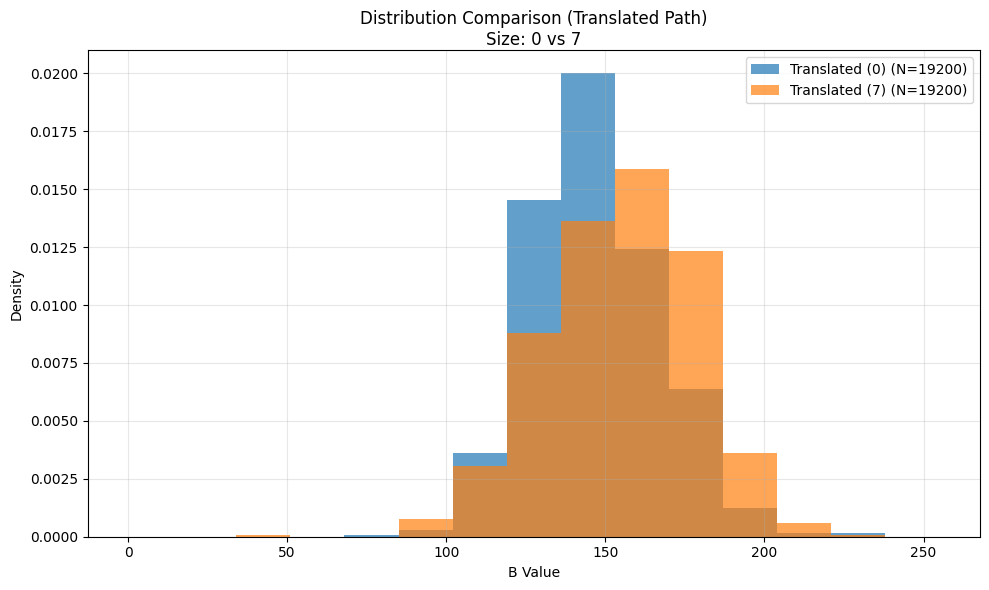 Distribution Comparison (Translated Path)
Size: 0 vs 7
Translated (0) (N=19200)
Translated (7) (N=19200)
Density
0.0200
0.0175
0.0150
0.0125
0.0100
0.0075
0.0050
0.0025
0.0000
0 50 100 150 200 250
B Value